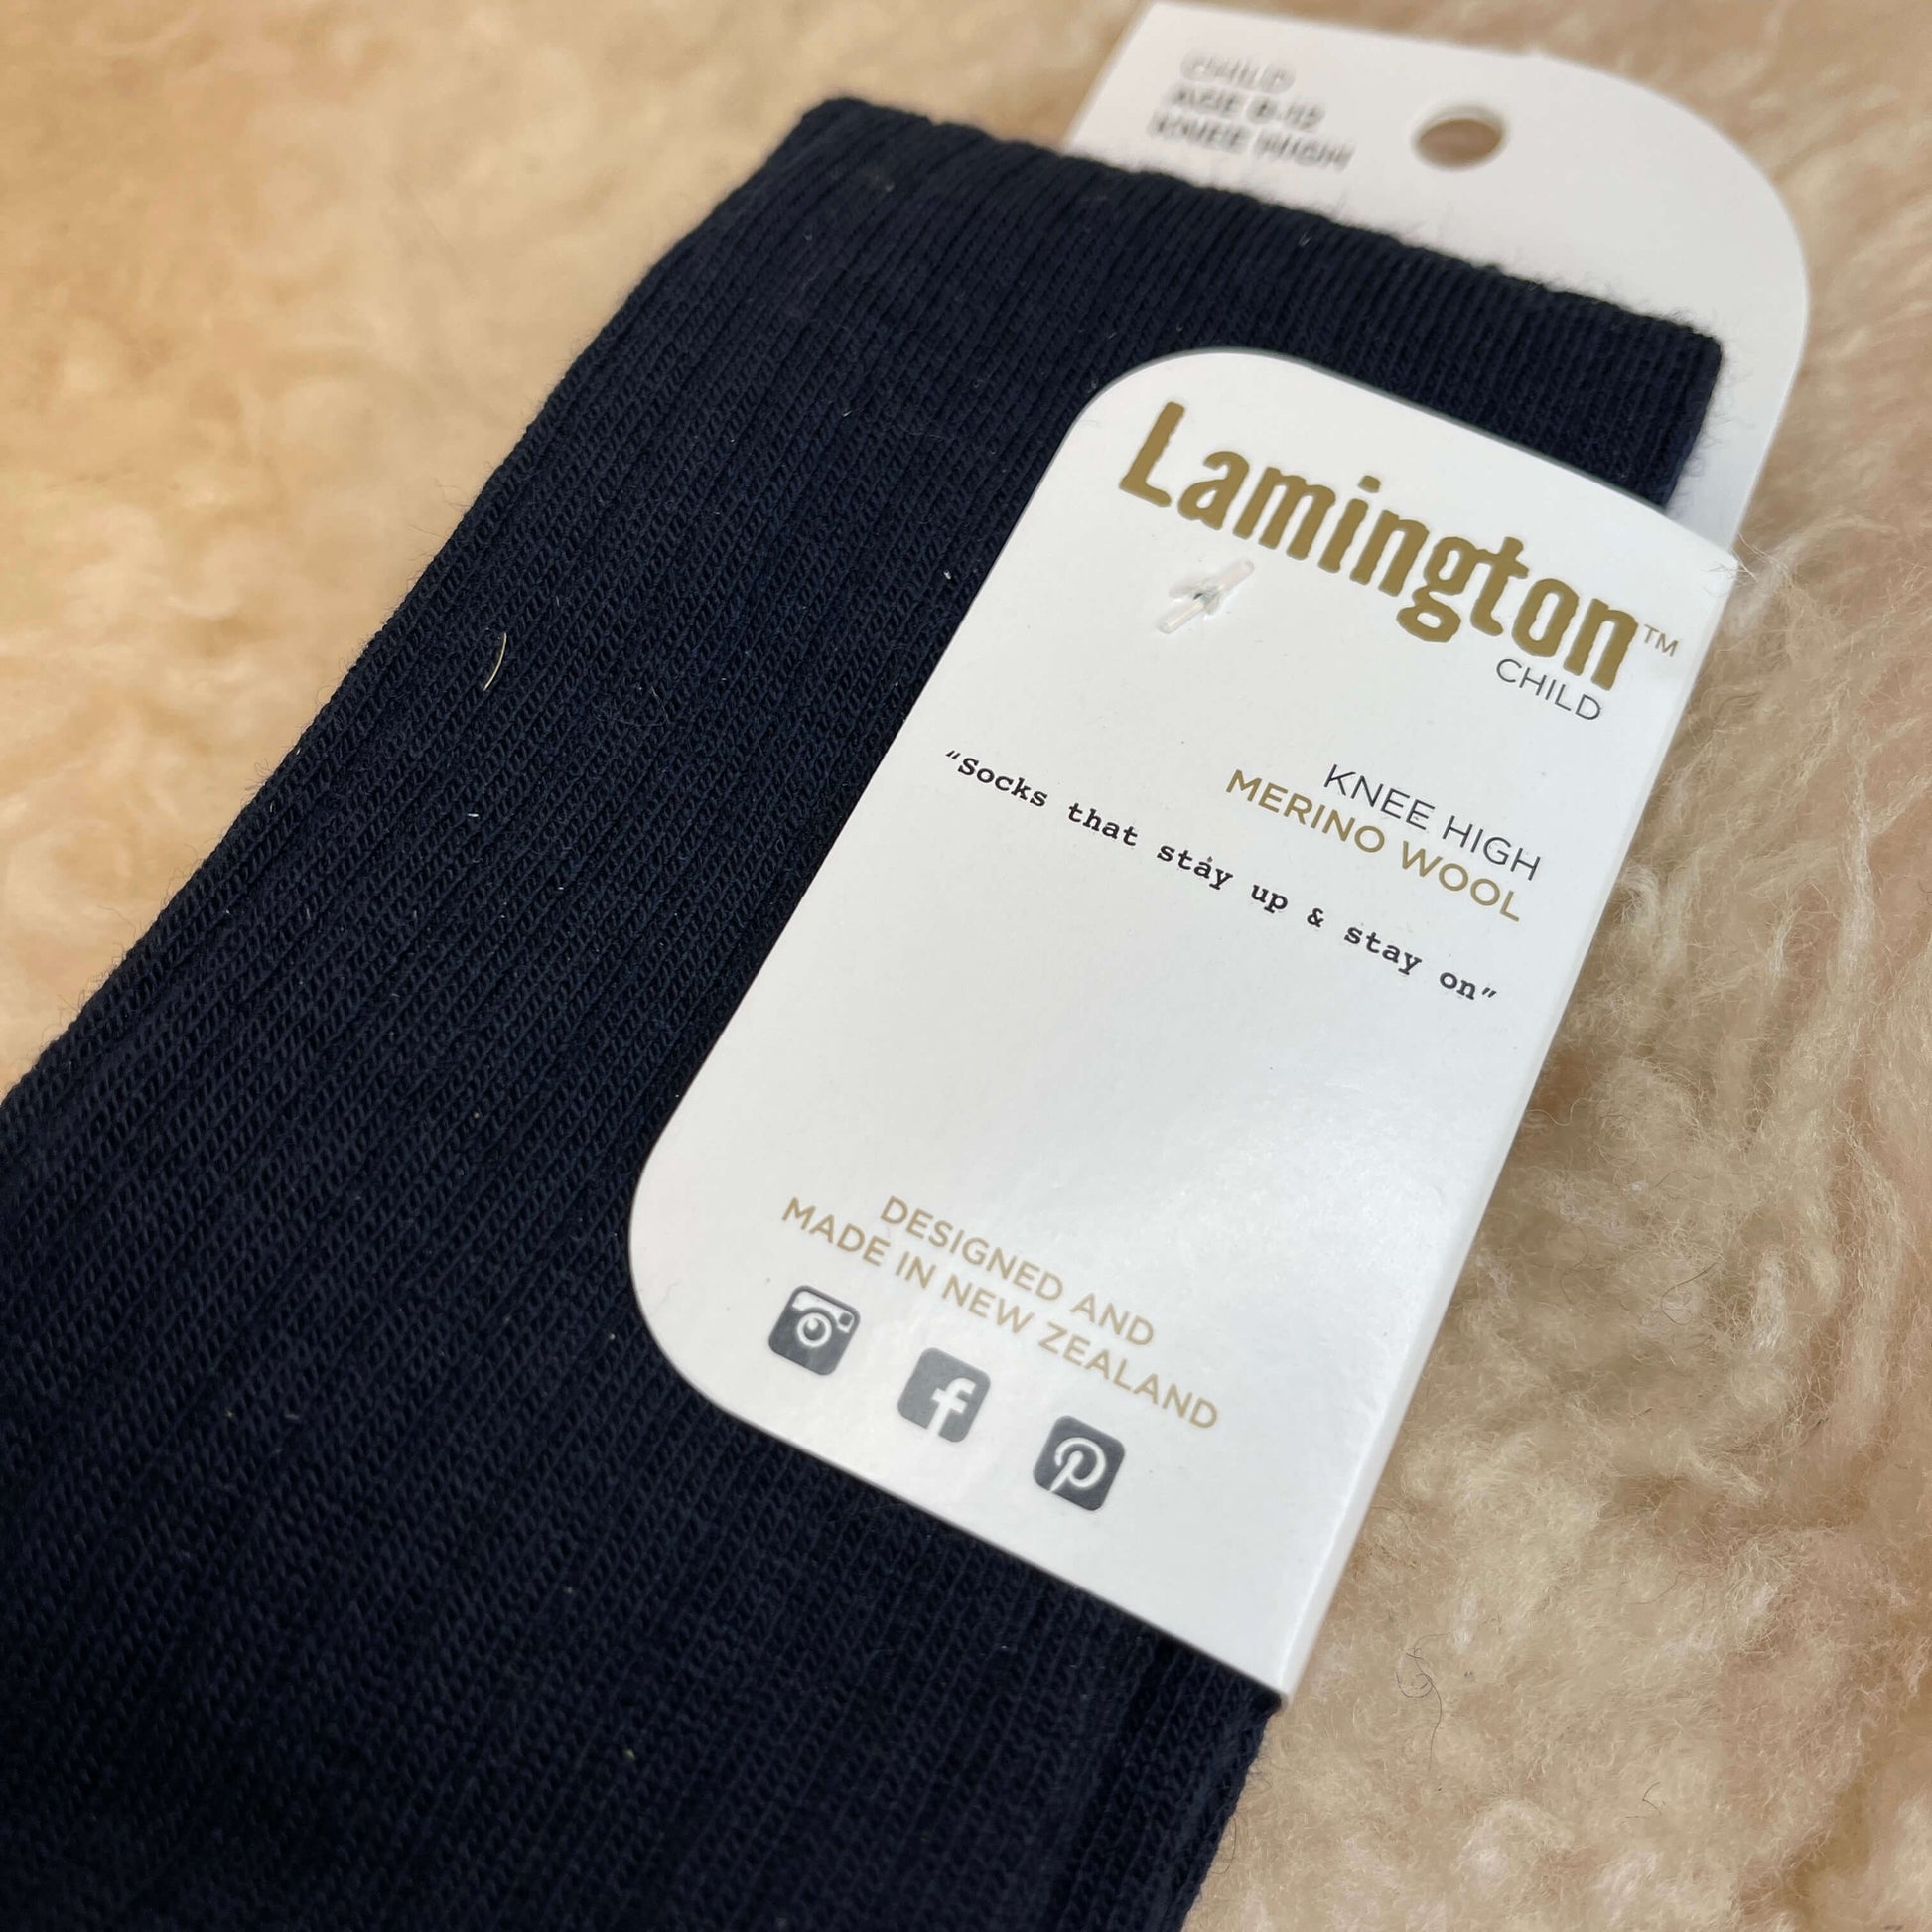 CHILD
AGE 8-12
KNEE HIGH
Lamington™
CHILD
KNEE HIGH
MERINO WOOL
"Socks that stay up & stay on"
DESIGNED AND
MADE IN NEW ZEALAND